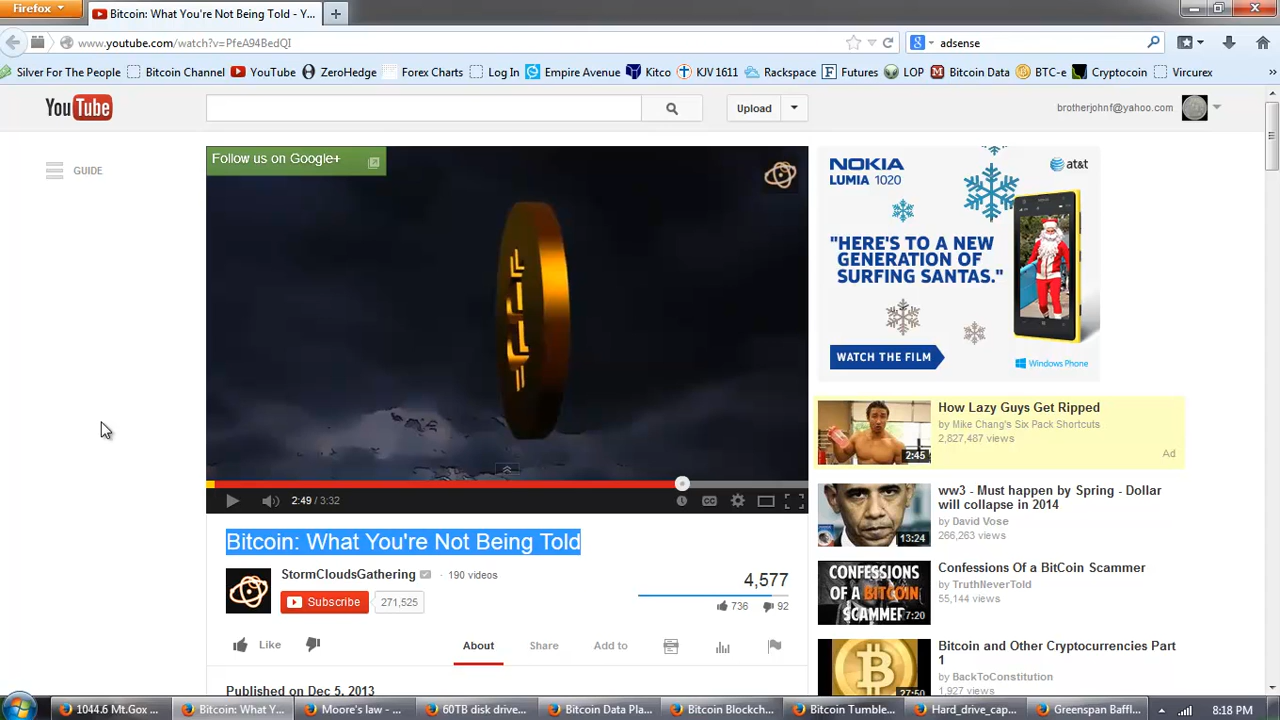 Firefox
Bitcoin: What You're Not Being Told - Y...
www.youtube.com/watch?v=PfeA94BedQI
adsense
Silver For The People
Bitcoin Channel
YouTube
ZeroHedge
Forex Charts
Log In
Empire Avenue
Kitco
KJV 1611
Rackspace
Futures
LOP
Bitcoin Data
BTC-e
Cryptocoin
Vircurex
YouTube
Upload
brotherjohnf@yahoo.com
GUIDE
Follow us on Google+
2:49 / 3:32
Bitcoin: What You're Not Being Told
StormCloudsGathering
190 videos
Subscribe
271,525
4,577
736
92
Like
About
Share
Add to
Published on Dec 5, 2013
NOKIA
LUMIA 1020
at&t
"HERE'S TO A NEW
GENERATION OF
SURFING SANTAS."
WATCH THE FILM
Windows Phone
How Lazy Guys Get Ripped
by Mike Chang's Six Pack Shortcuts
2,827,487 views
Ad
2:45
ww3 - Must happen by Spring - Dollar
will collapse in 2014
by David Vose
266,263 views
13:24
Confessions Of a BitCoin Scammer
by TruthNeverTold
55,144 views
CONFESSIONS
OF A BITCOIN
SCAMMER
7:20
Bitcoin and Other Cryptocurrencies Part
1
by BackToConstitution
1,927 views
27:50
1044.6 Mt.Gox ...
Bitcoin: What Y...
Moore's law - ...
60TB disk drive...
Bitcoin Data Pla...
Bitcoin Blockch...
Bitcoin Tumble...
Hard_drive_cap...
Greenspan Baffl...
8:18 PM